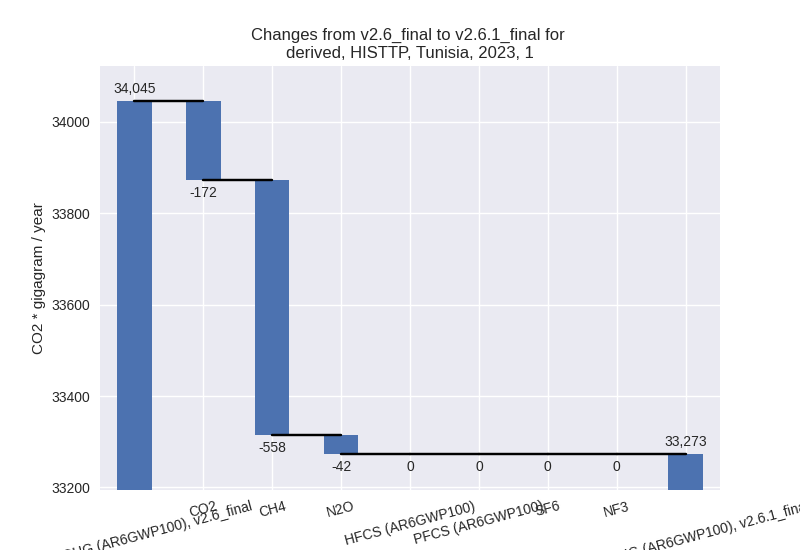 Changes from v2.6_final to v2.6.1_final for
derived, HISTTP, Tunisia, 2023, 1
CO2 * gigagram / year
34000
33800
33600
33400
33200
34,045
-172
-558
-42
0
0
0
0
33,273
(AR6GWP100), v2.6_final
CO2
CH4
N2O
HFCS (AR6GWP100)
PFCS (AR6GWP100)
SF6
NF3
(AR6GWP100), v2.6.1_final